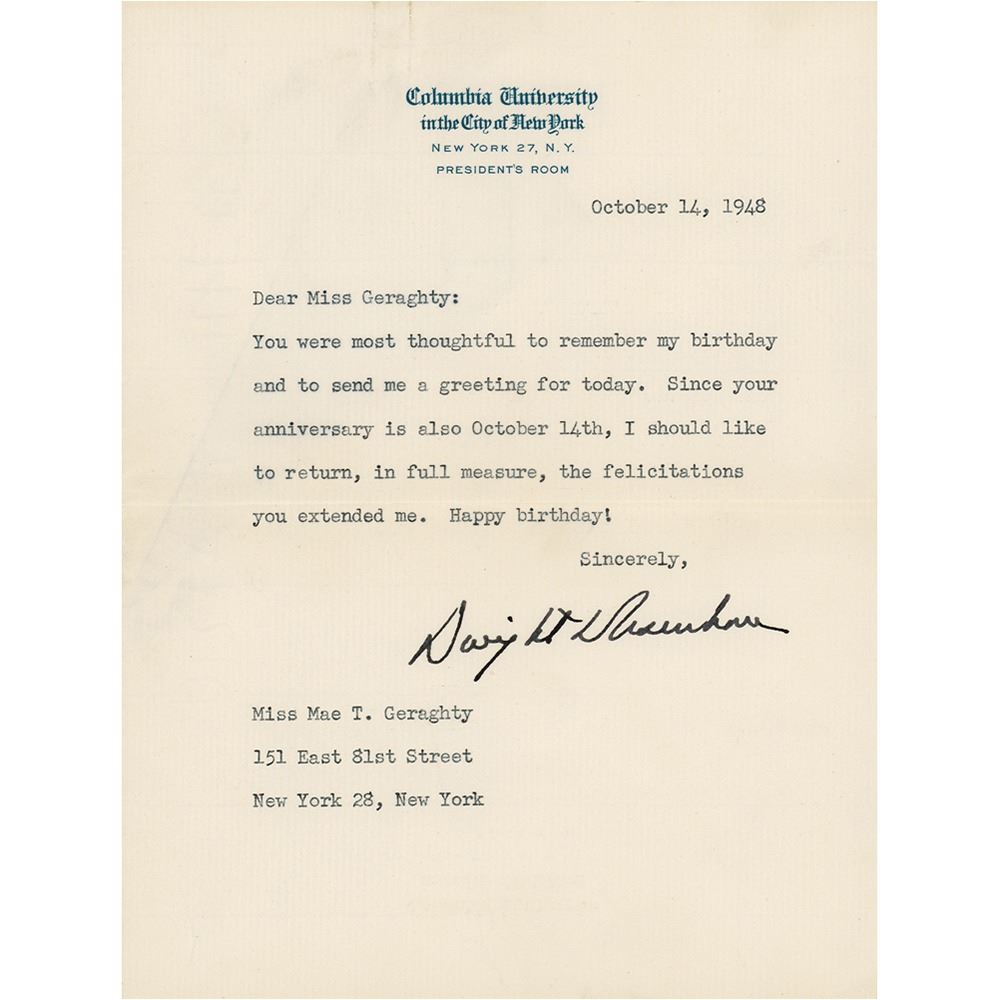 Columbia University
in the City of New York
NEW YORK 27, N. Y.
PRESIDENT'S ROOM
October 14, 1948
Dear Miss Geraghty:
You were most thoughtful to remember my birthday
and to send me a greeting for today. Since your
anniversary is also October 14th, I should like
to return, in full measure, the felicitations
you extended me. Happy birthday!
Sincerely,
Dwight D Eisenhower
Miss Mae T. Geraghty
151 East 81st Street
New York 28, New York